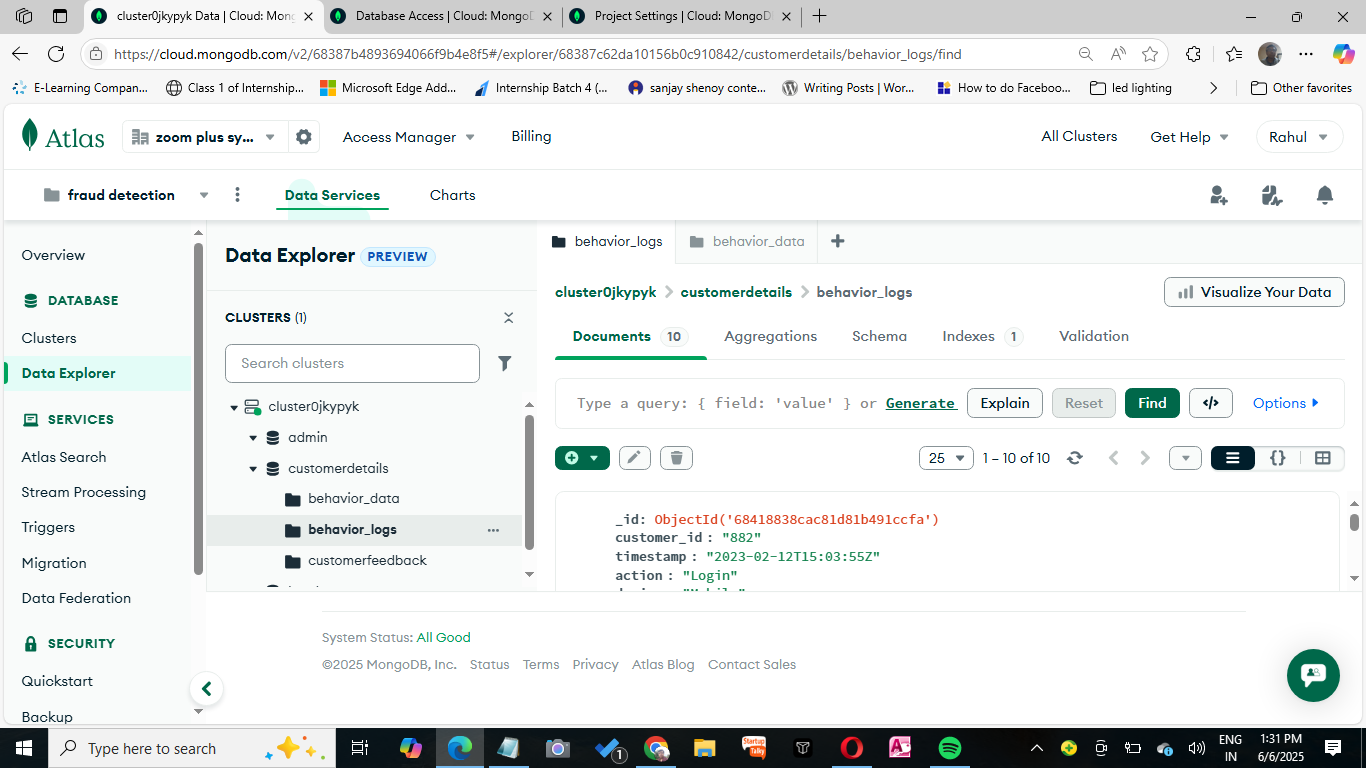 cluster0jkypyk Data | Cloud: Mong
Database Access | Cloud: MongoD
Project Settings | Cloud: MongoD
https://cloud.mongodb.com/v2/68387b4893694066f9b4e8f5#/explorer/68387c62da10156b0c910842/customerdetails/behavior_logs/find
E-Learning Compan...
Class 1 of Internship...
Microsoft Edge Add...
Internship Batch 4 (...
sanjay shenoy conte...
Writing Posts | Wor...
How to do Faceboo...
led lighting
Other favorites
Atlas
zoom plus sy...
Access Manager
Billing
All Clusters
Get Help
Rahul
fraud detection
Data Services
Charts
Overview
DATABASE
Clusters
Data Explorer
SERVICES
Atlas Search
Stream Processing
Triggers
Migration
Data Federation
SECURITY
Quickstart
Backup
Data Explorer PREVIEW
CLUSTERS (1)
Search clusters
cluster0jkypyk
admin
customerdetails
behavior_data
behavior_logs
customerfeedback
behavior_logs
behavior_data
cluster0jkypyk > customerdetails > behavior_logs
Visualize Your Data
Documents 10
Aggregations
Schema
Indexes 1
Validation
Type a query: { field: 'value' } or Generate
Explain
Reset
Find
</>
Options
25
1 – 10 of 10
{}
_id: ObjectId('68418838cac81d81b491ccfa')
customer_id : "882"
timestamp : "2023-02-12T15:03:55Z"
action : "Login"
System Status: All Good
©2025 MongoDB, Inc.
Status
Terms
Privacy
Atlas Blog
Contact Sales
Type here to search
1
Startup Talky
ENG
IN
1:31 PM
6/6/2025